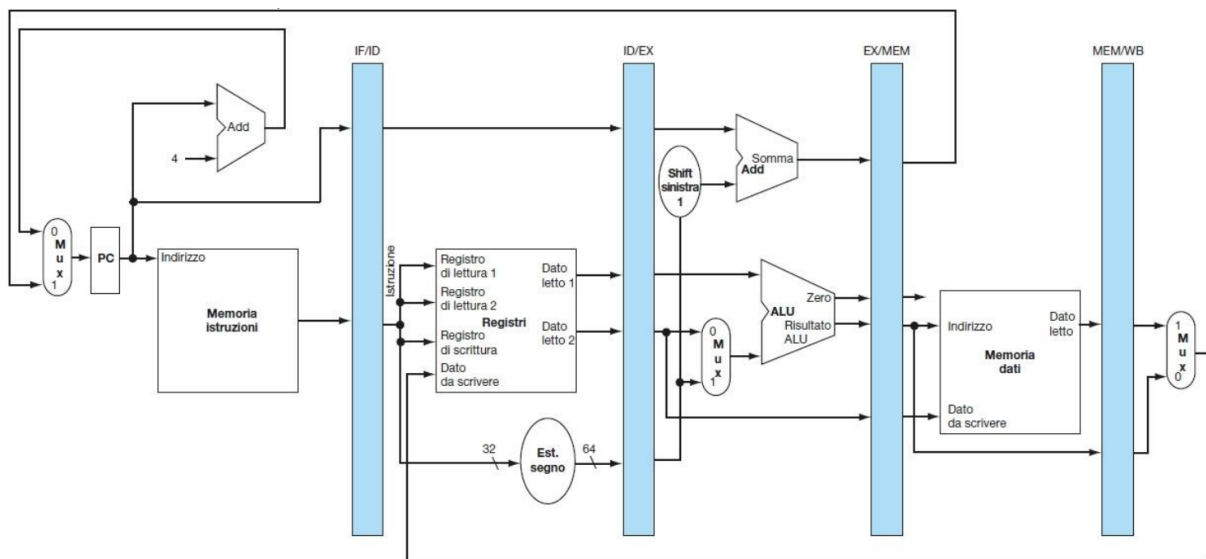 IF/ID
ID/EX
EX/MEM
MEM/WB
Add
4
Shift
sinistra
1
Somma
Add
0
M
u
x
1
PC
Indirizzo
Memoria
istruzioni
Istruzione
Registro
di lettura 1
Registro
di lettura 2
Registri
Registro
di scrittura
Dato
da scrivere
Dato
letto 1
Dato
letto 2
0
M
u
x
1
Zero
ALU
Risultato
ALU
Indirizzo
Dato
letto
Memoria
dati
Dato
da scrivere
1
M
u
x
0
32
Est.
segno
64